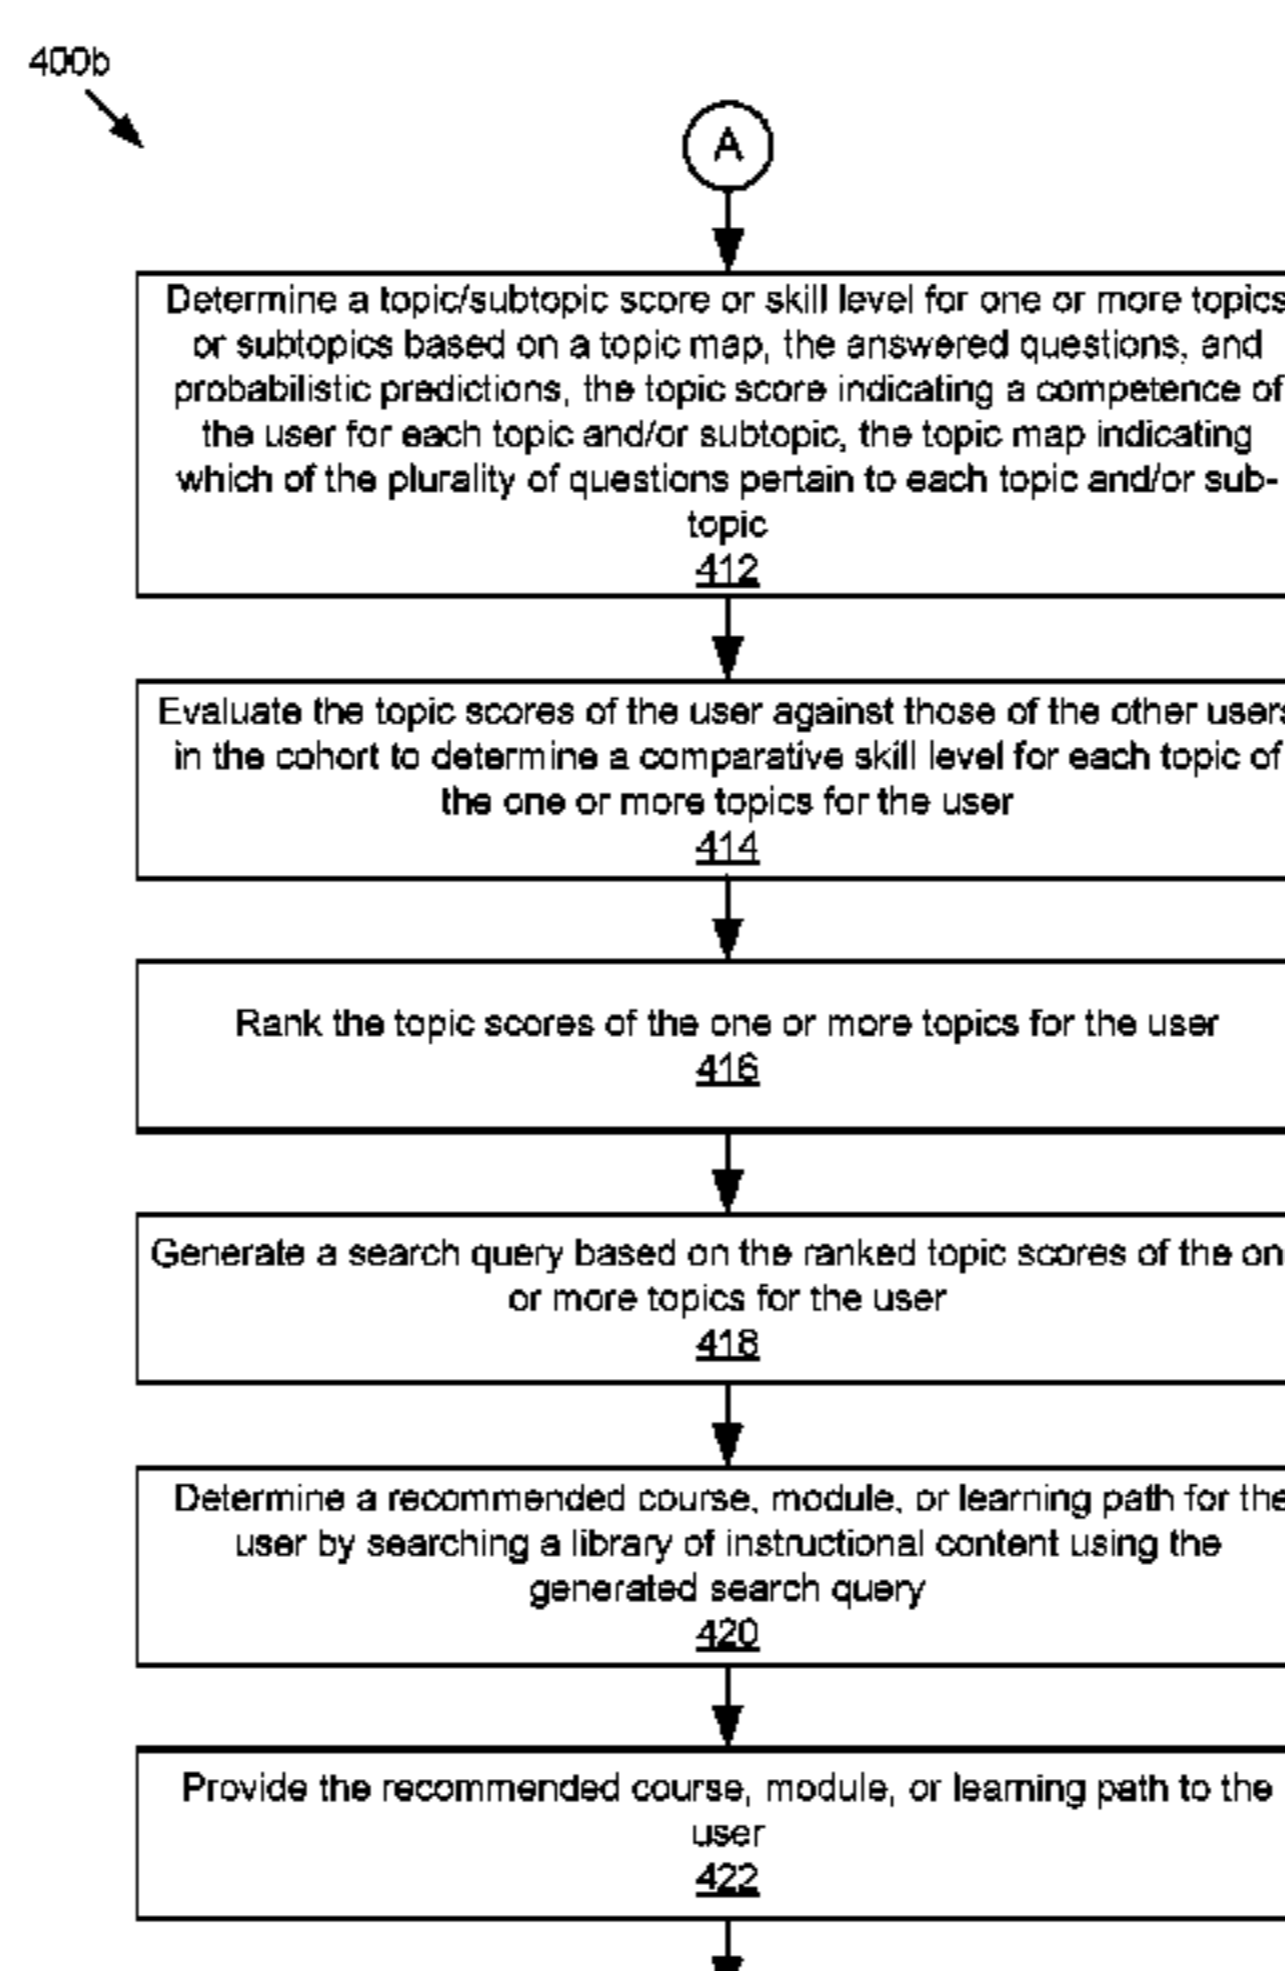 400b
A
Determine a topic/subtopic score or skill level for one or more topics
or subtopics based on a topic map, the answered questions, and
probabilistic predictions, the topic score indicating a competence of
the user for each topic and/or subtopic, the topic map indicating
which of the plurality of questions pertain to each topic and/or sub-
topic
412
Evaluate the topic scores of the user against those of the other users
in the cohort to determine a comparative skill level for each topic of
the one or more topics for the user
414
Rank the topic scores of the one or more topics for the user
416
Generate a search query based on the ranked topic scores of the on
or more topics for the user
418
Determine a recommended course, module, or learning path for the
user by searching a library of instructional content using the
generated search query
420
Provide the recommended course, module, or learning path to the
user
422